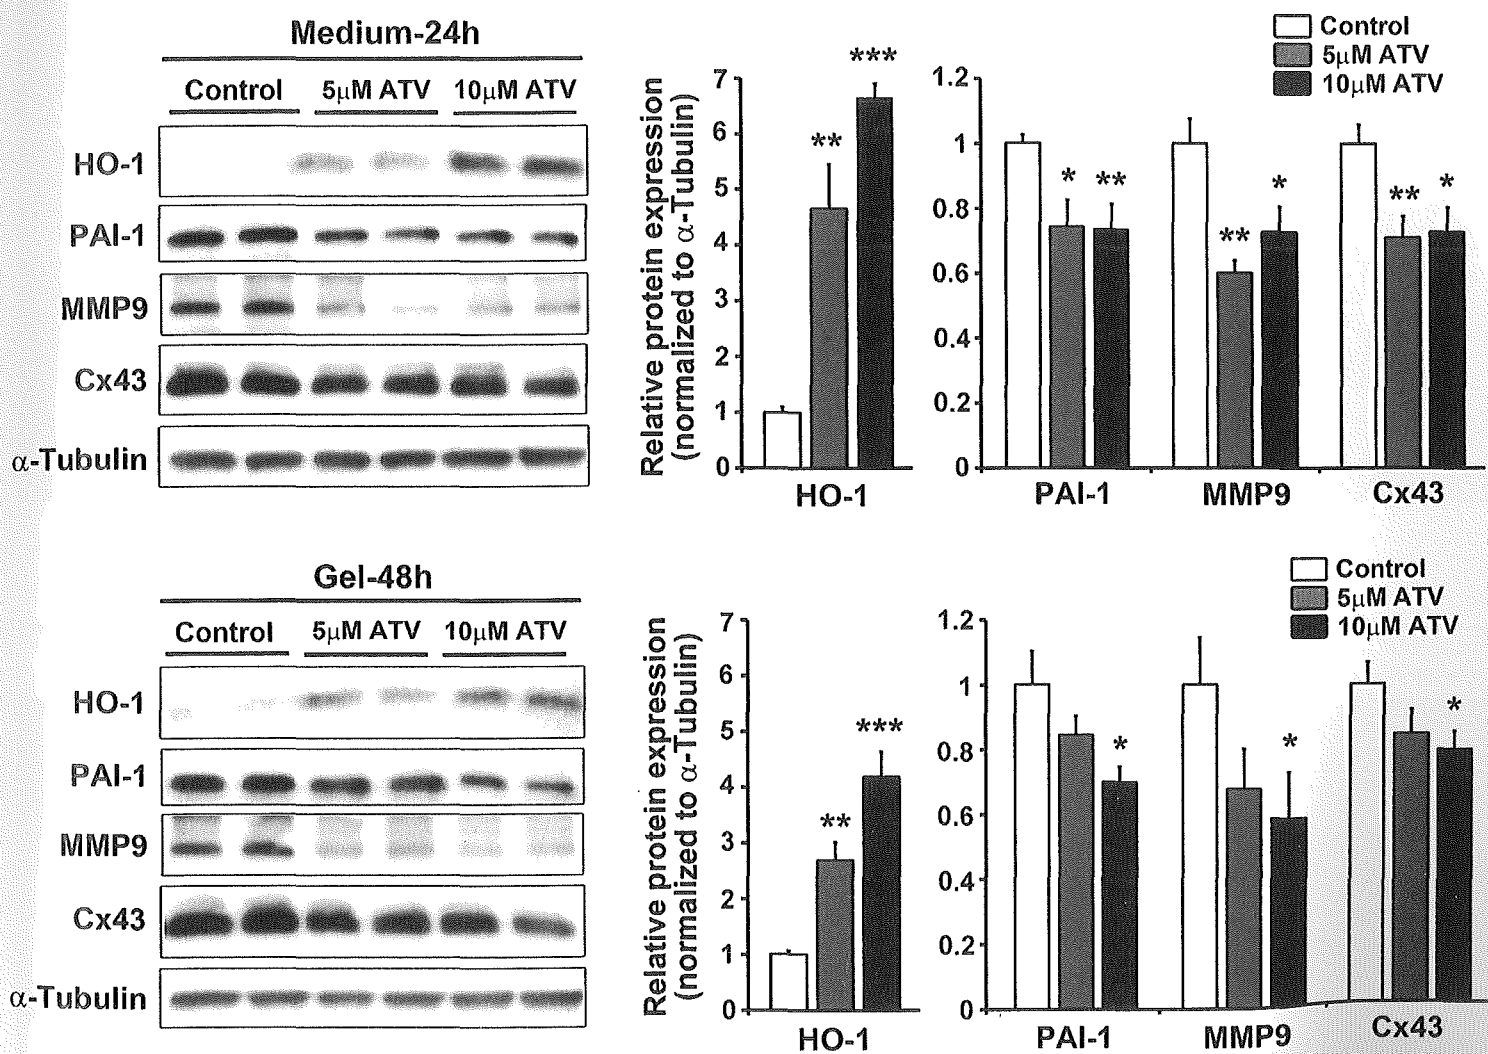 Medium-24h
Control 5μM ATV 10μM ATV
HO-1
PAI-1
MMP9
Cx43
α-Tubulin
Relative protein expression
(normalized to α-Tubulin)
7
6
5
4
3
2
1
0
HO-1
*** 
**
Control
5μM ATV
10μM ATV
1.2
1
0.8
0.6
0.4
0.2
0
* ** ** * ** *
PAI-1 MMP9 Cx43
Gel-48h
Control 5μM ATV 10μM ATV
HO-1
PAI-1
MMP9
Cx43
α-Tubulin
Relative protein expression
(normalized to α-Tubulin)
7
6
5
4
3
2
1
0
***
**
HO-1
Control
5μM ATV
10μM ATV
1.2
1
0.8
0.6
0.4
0.2
0
* * *
PAI-1 MMP9 Cx43